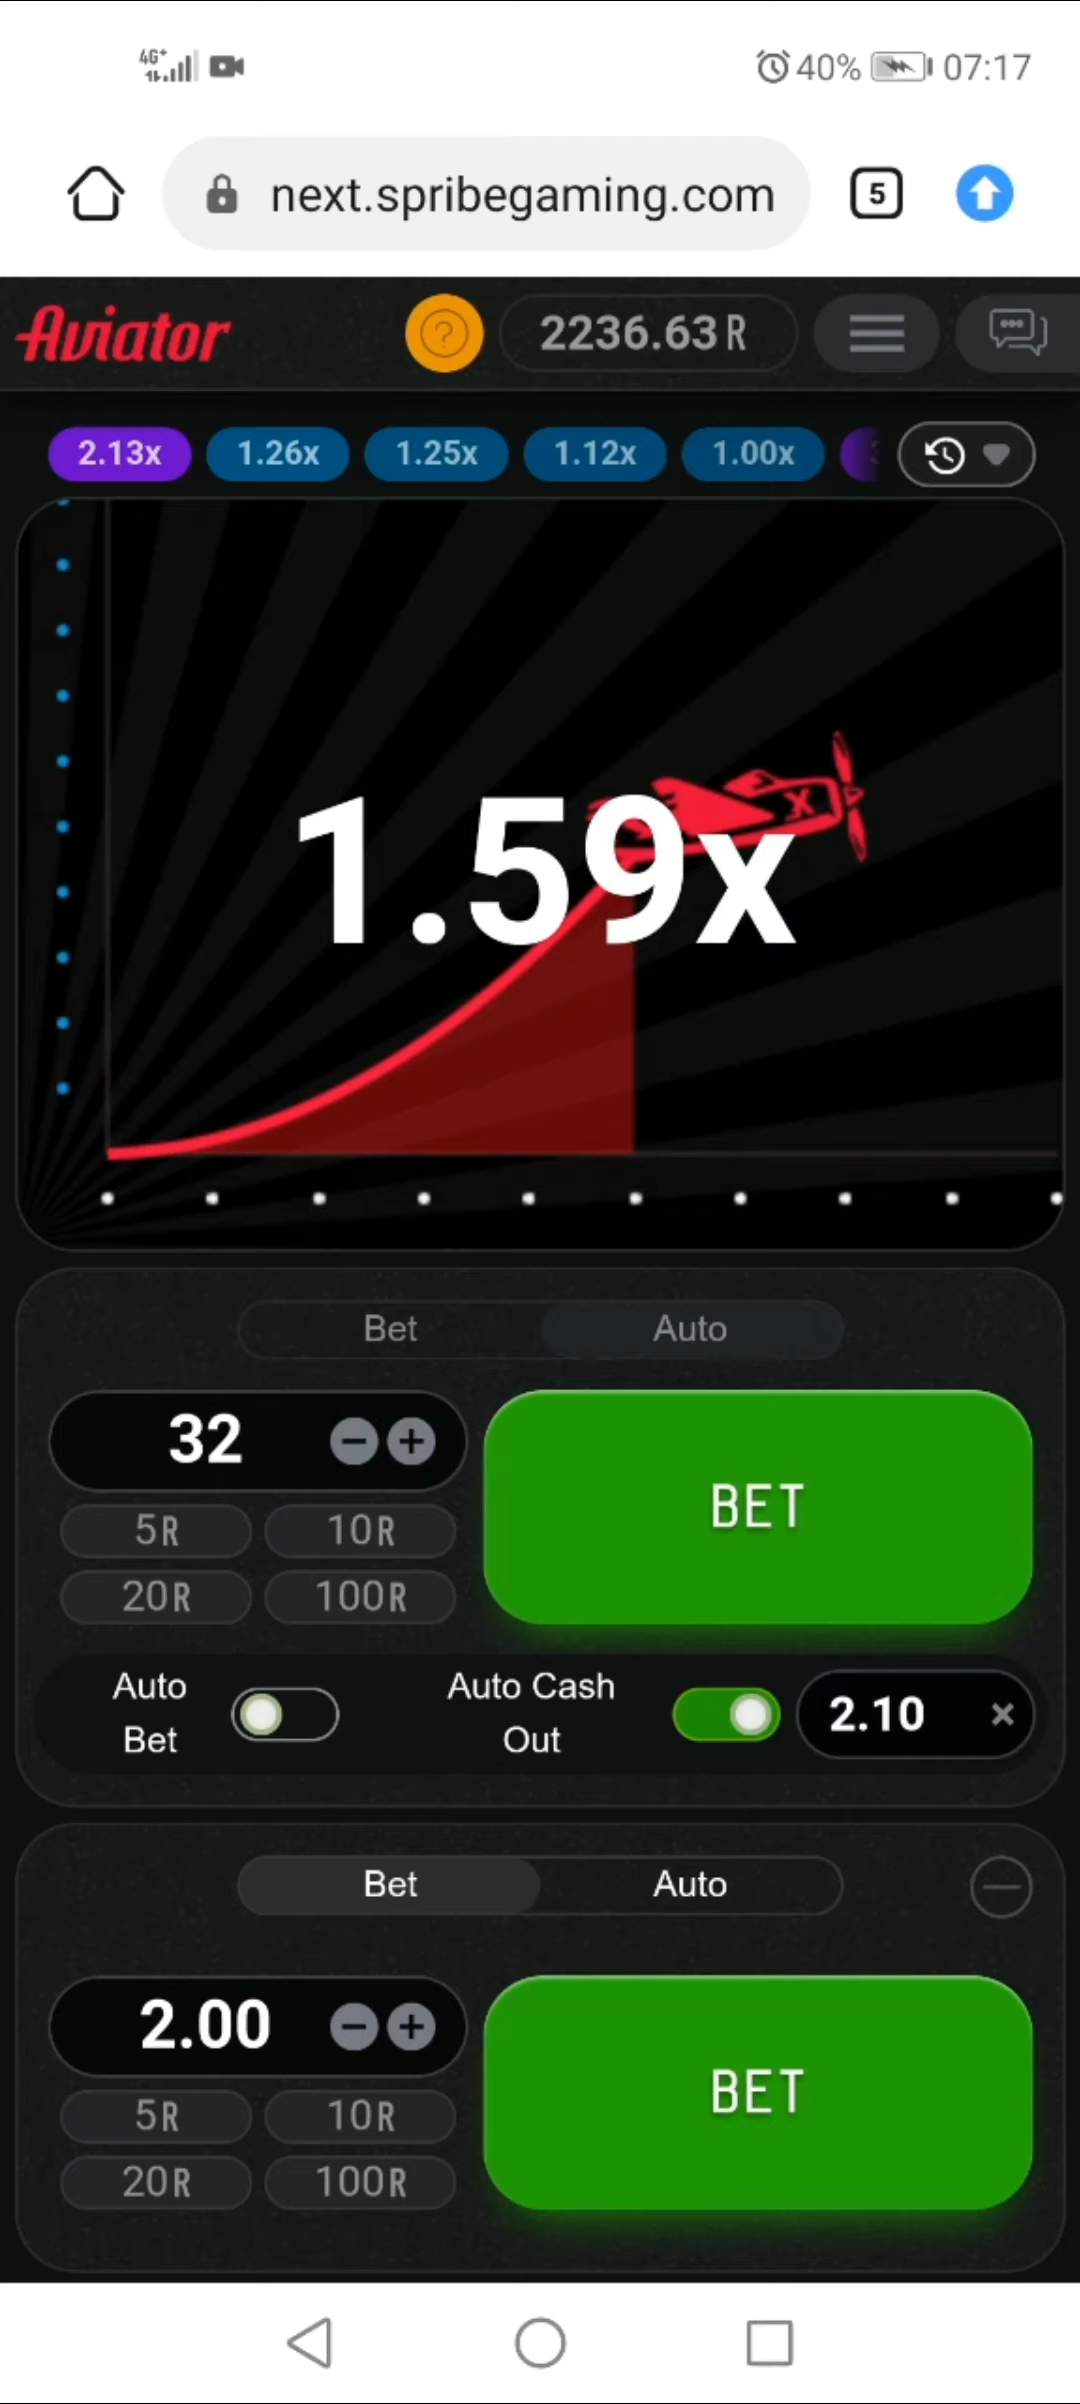 4G+ 40% 07:17
next.spribegaming.com 5
Aviator ? 2236.63 R
2.13x 1.26x 1.25x 1.12x 1.00x
X
1.59x
Bet Auto
32 − +
BET
5R 10R
20R 100R
Auto Bet
Auto Cash Out
2.10 ×
Bet Auto
2.00 − +
BET
5R 10R
20R 100R